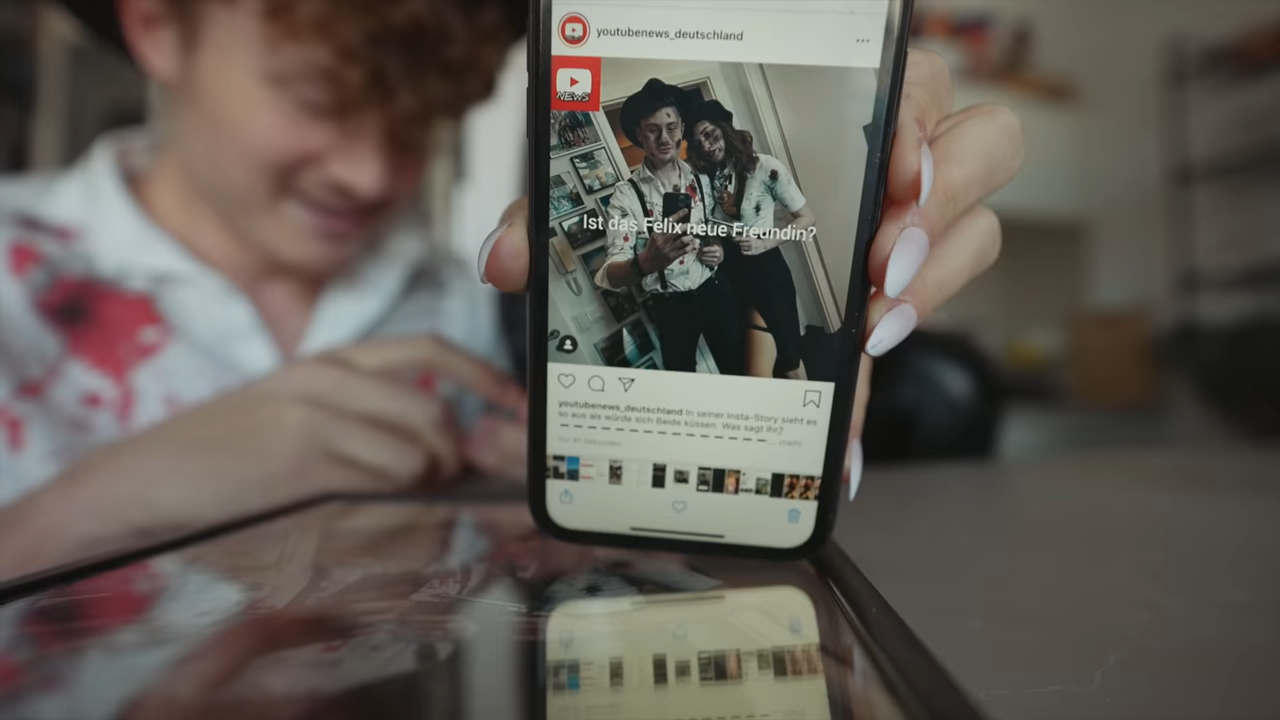 youtubenews_deutschland
NEWS
Ist das Felix neue Freundin?
youtubenews_deutschland In seiner Insta-Story sieht es
so aus als würde sich Beide küssen. Was sagt ihr?